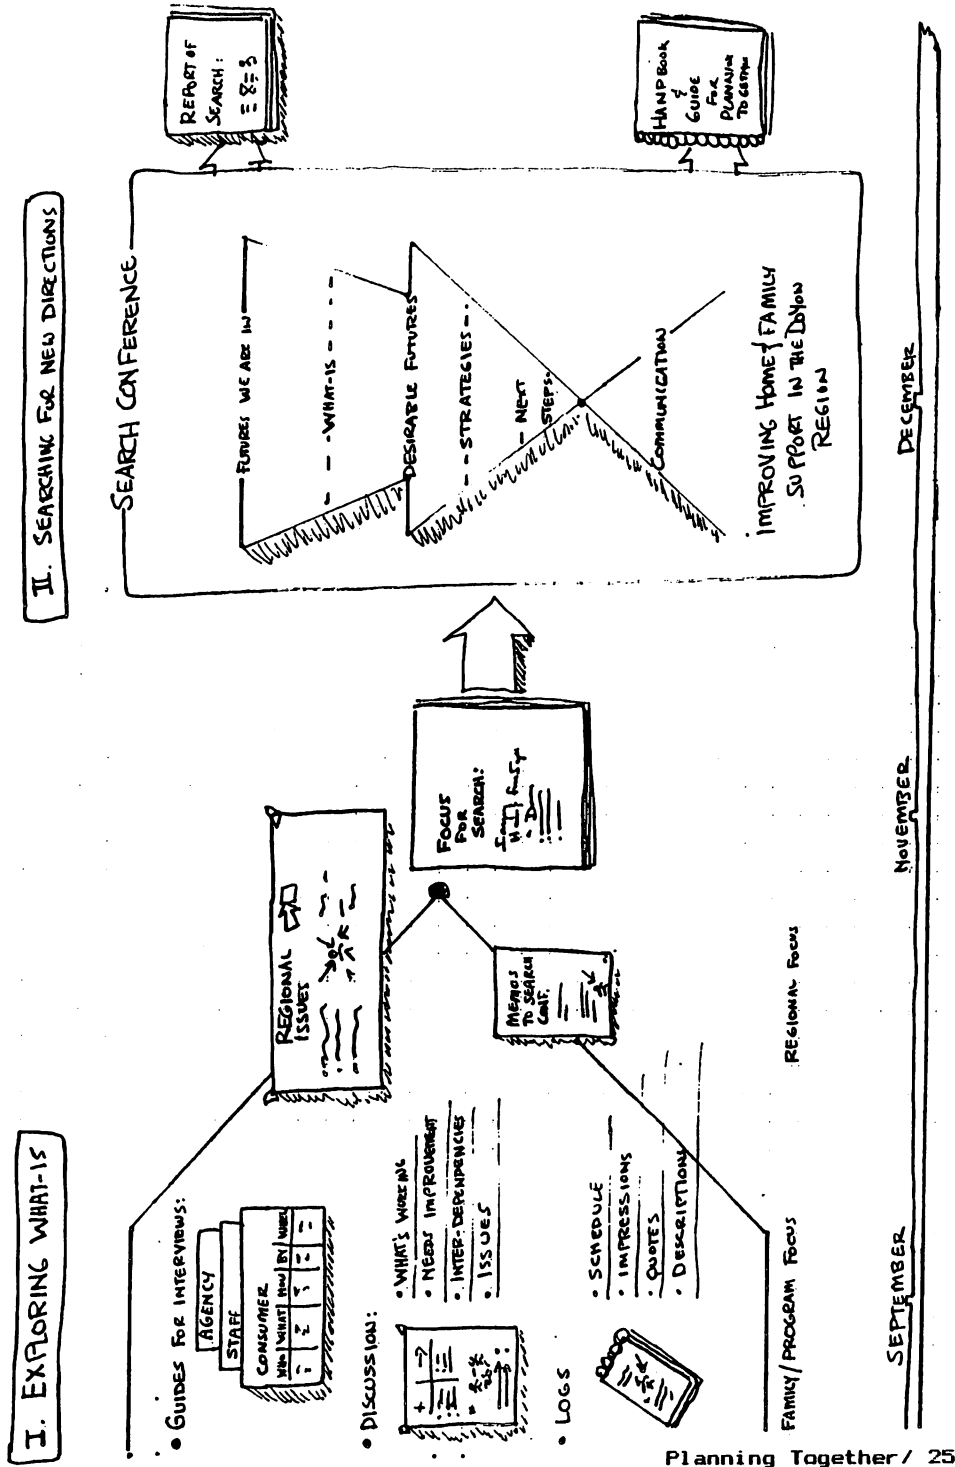 I. EXPLORING WHAT-IS
• GUIDES FOR INTERVIEWS:
AGENCY
STAFF
CONSUMER
WHO WHAT HOW BY WHEN
• DISCUSSION:
• WHAT'S WORKING
• NEEDS IMPROVEMENT
• INTER-DEPENDENCIES
• ISSUES
• LOGS
• SCHEDULE
• IMPRESSIONS
• QUOTES
• DESCRIPTIONS
FAMILY/PROGRAM FOCUS
REGIONAL FOCUS
REGIONAL
ISSUES
MEMOS
TO SEARCH
CONF.
FOCUS
FOR
SEARCH:
II. SEARCHING FOR NEW DIRECTIONS
SEARCH CONFERENCE
FUTURES WE ARE IN
WHAT-IS
DESIRABLE FUTURES
STRATEGIES
NEXT
STEPS
COMMUNICATION
IMPROVING HOME & FAMILY
SUPPORT IN THE DOYON
REGION
REPORT OF
SEARCH:
HANDBOOK
&
GUIDE
FOR
PLANNING
TOGETHER
SEPTEMBER
NOVEMBER
DECEMBER
Planning Together/ 25